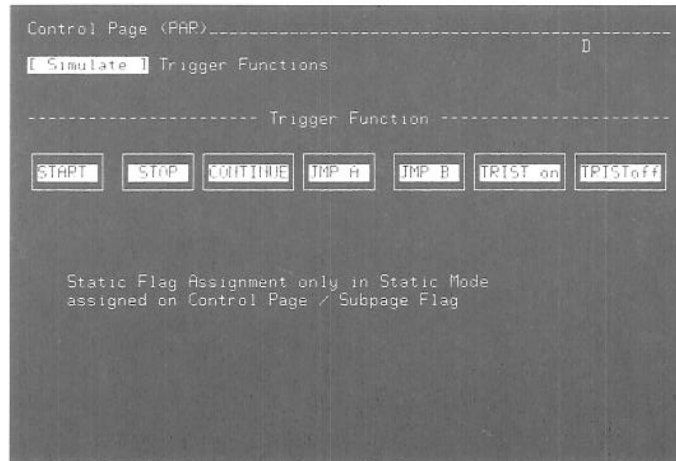 Control Page (PAR)
D
[ Simulate ] Trigger Functions
Trigger Function
START STOP CONTINUE JMP A JMP B TRIST on TRISToff
Static Flag Assignment only in Static Mode
assigned on Control Page / Subpage Flag